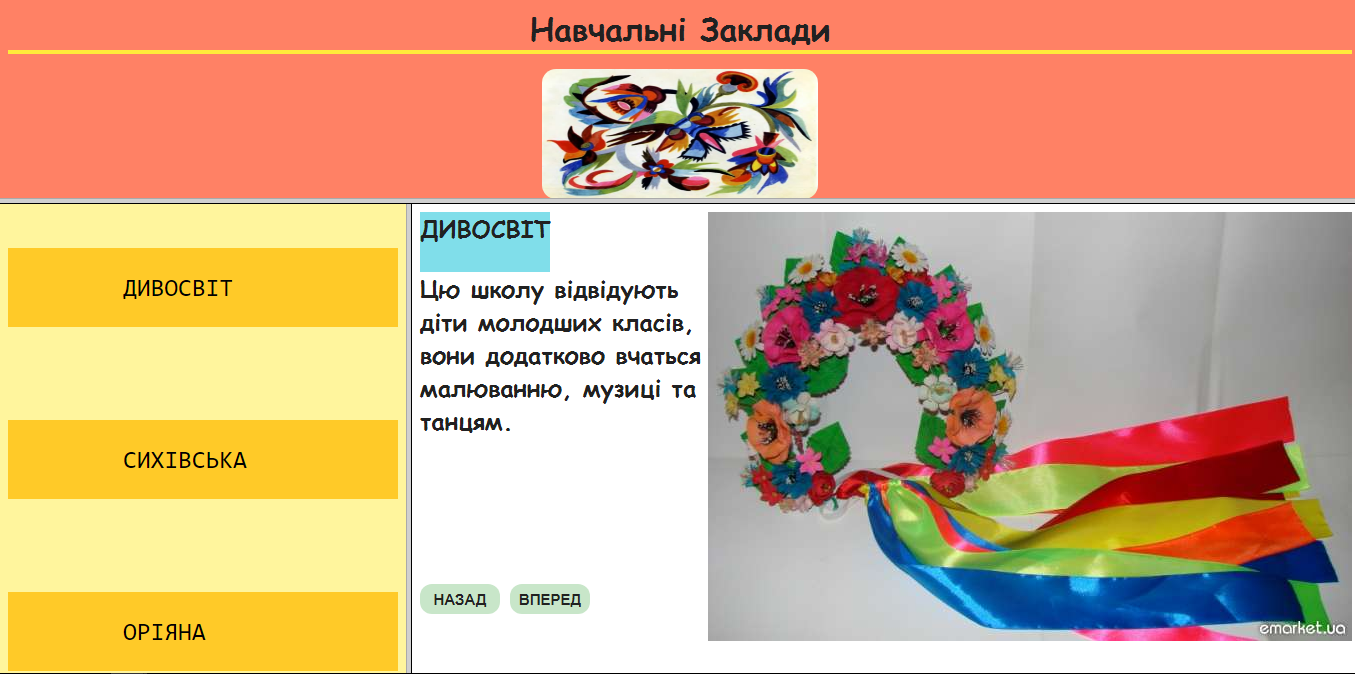 Навчальні Заклади
ДИВОСВІТ
СИХІВСЬКА
ОРІЯНА
ДИВОСВІТ
Цю школу відвідують
діти молодших класів,
вони додатково вчаться
малюванню, музиці та
танцям.
НАЗАД ВПЕРЕД
emarket.ua